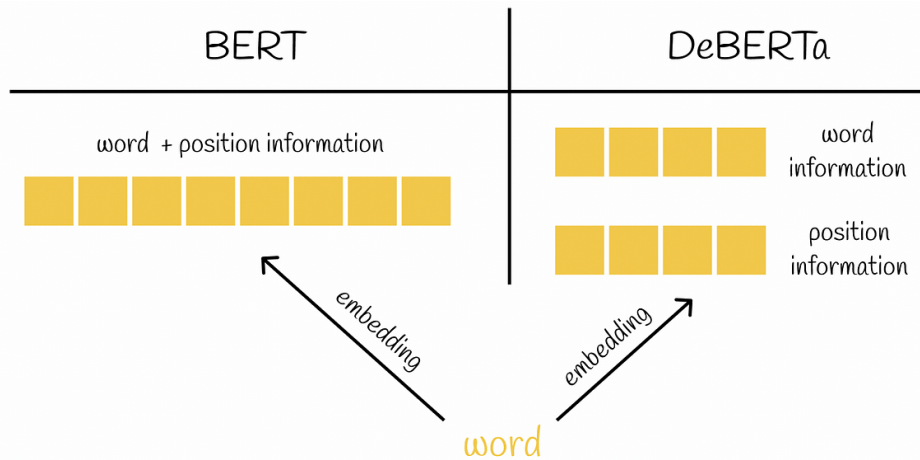 BERT
DeBERTa
word + position information
word
information
position
information
embedding
embedding
word